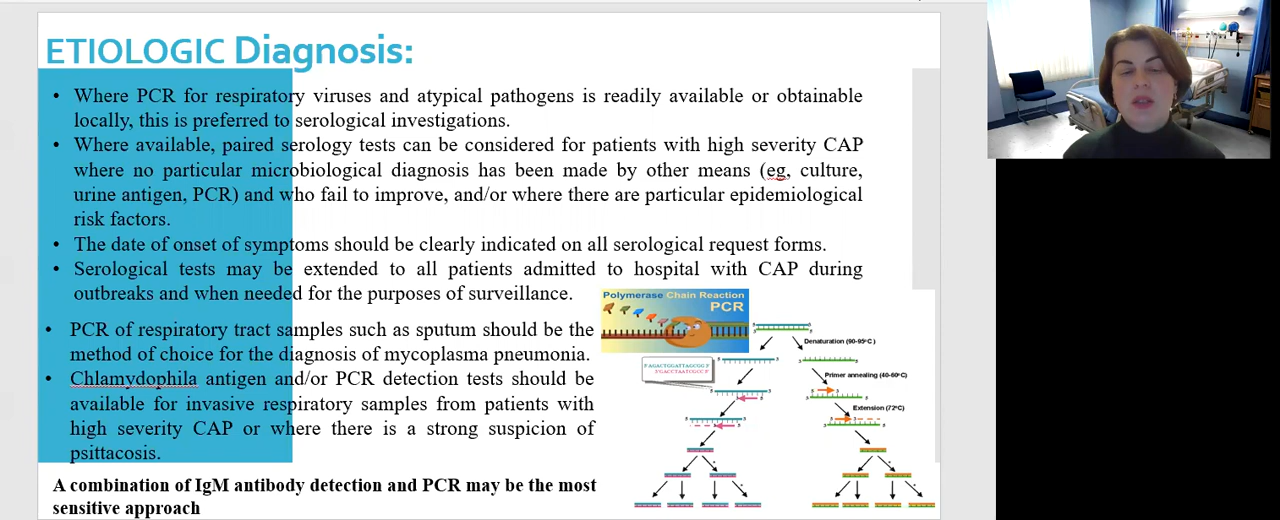 ETIOLOGIC Diagnosis:
• Where PCR for respiratory viruses and atypical pathogens is readily available or obtainable
locally, this is preferred to serological investigations.
• Where available, paired serology tests can be considered for patients with high severity CAP
where no particular microbiological diagnosis has been made by other means (eg, culture,
urine antigen, PCR) and who fail to improve, and/or where there are particular epidemiological
risk factors.
• The date of onset of symptoms should be clearly indicated on all serological request forms.
• Serological tests may be extended to all patients admitted to hospital with CAP during
outbreaks and when needed for the purposes of surveillance.
• PCR of respiratory tract samples such as sputum should be the
method of choice for the diagnosis of mycoplasma pneumonia.
• Chlamydophila antigen and/or PCR detection tests should be
available for invasive respiratory samples from patients with
high severity CAP or where there is a strong suspicion of
psittacosis.
A combination of IgM antibody detection and PCR may be the most
sensitive approach
Polymerase Chain Reaction
PCR
Denaturation (90-95°C)
Primer annealing (40-60°C)
Extension (72°C)